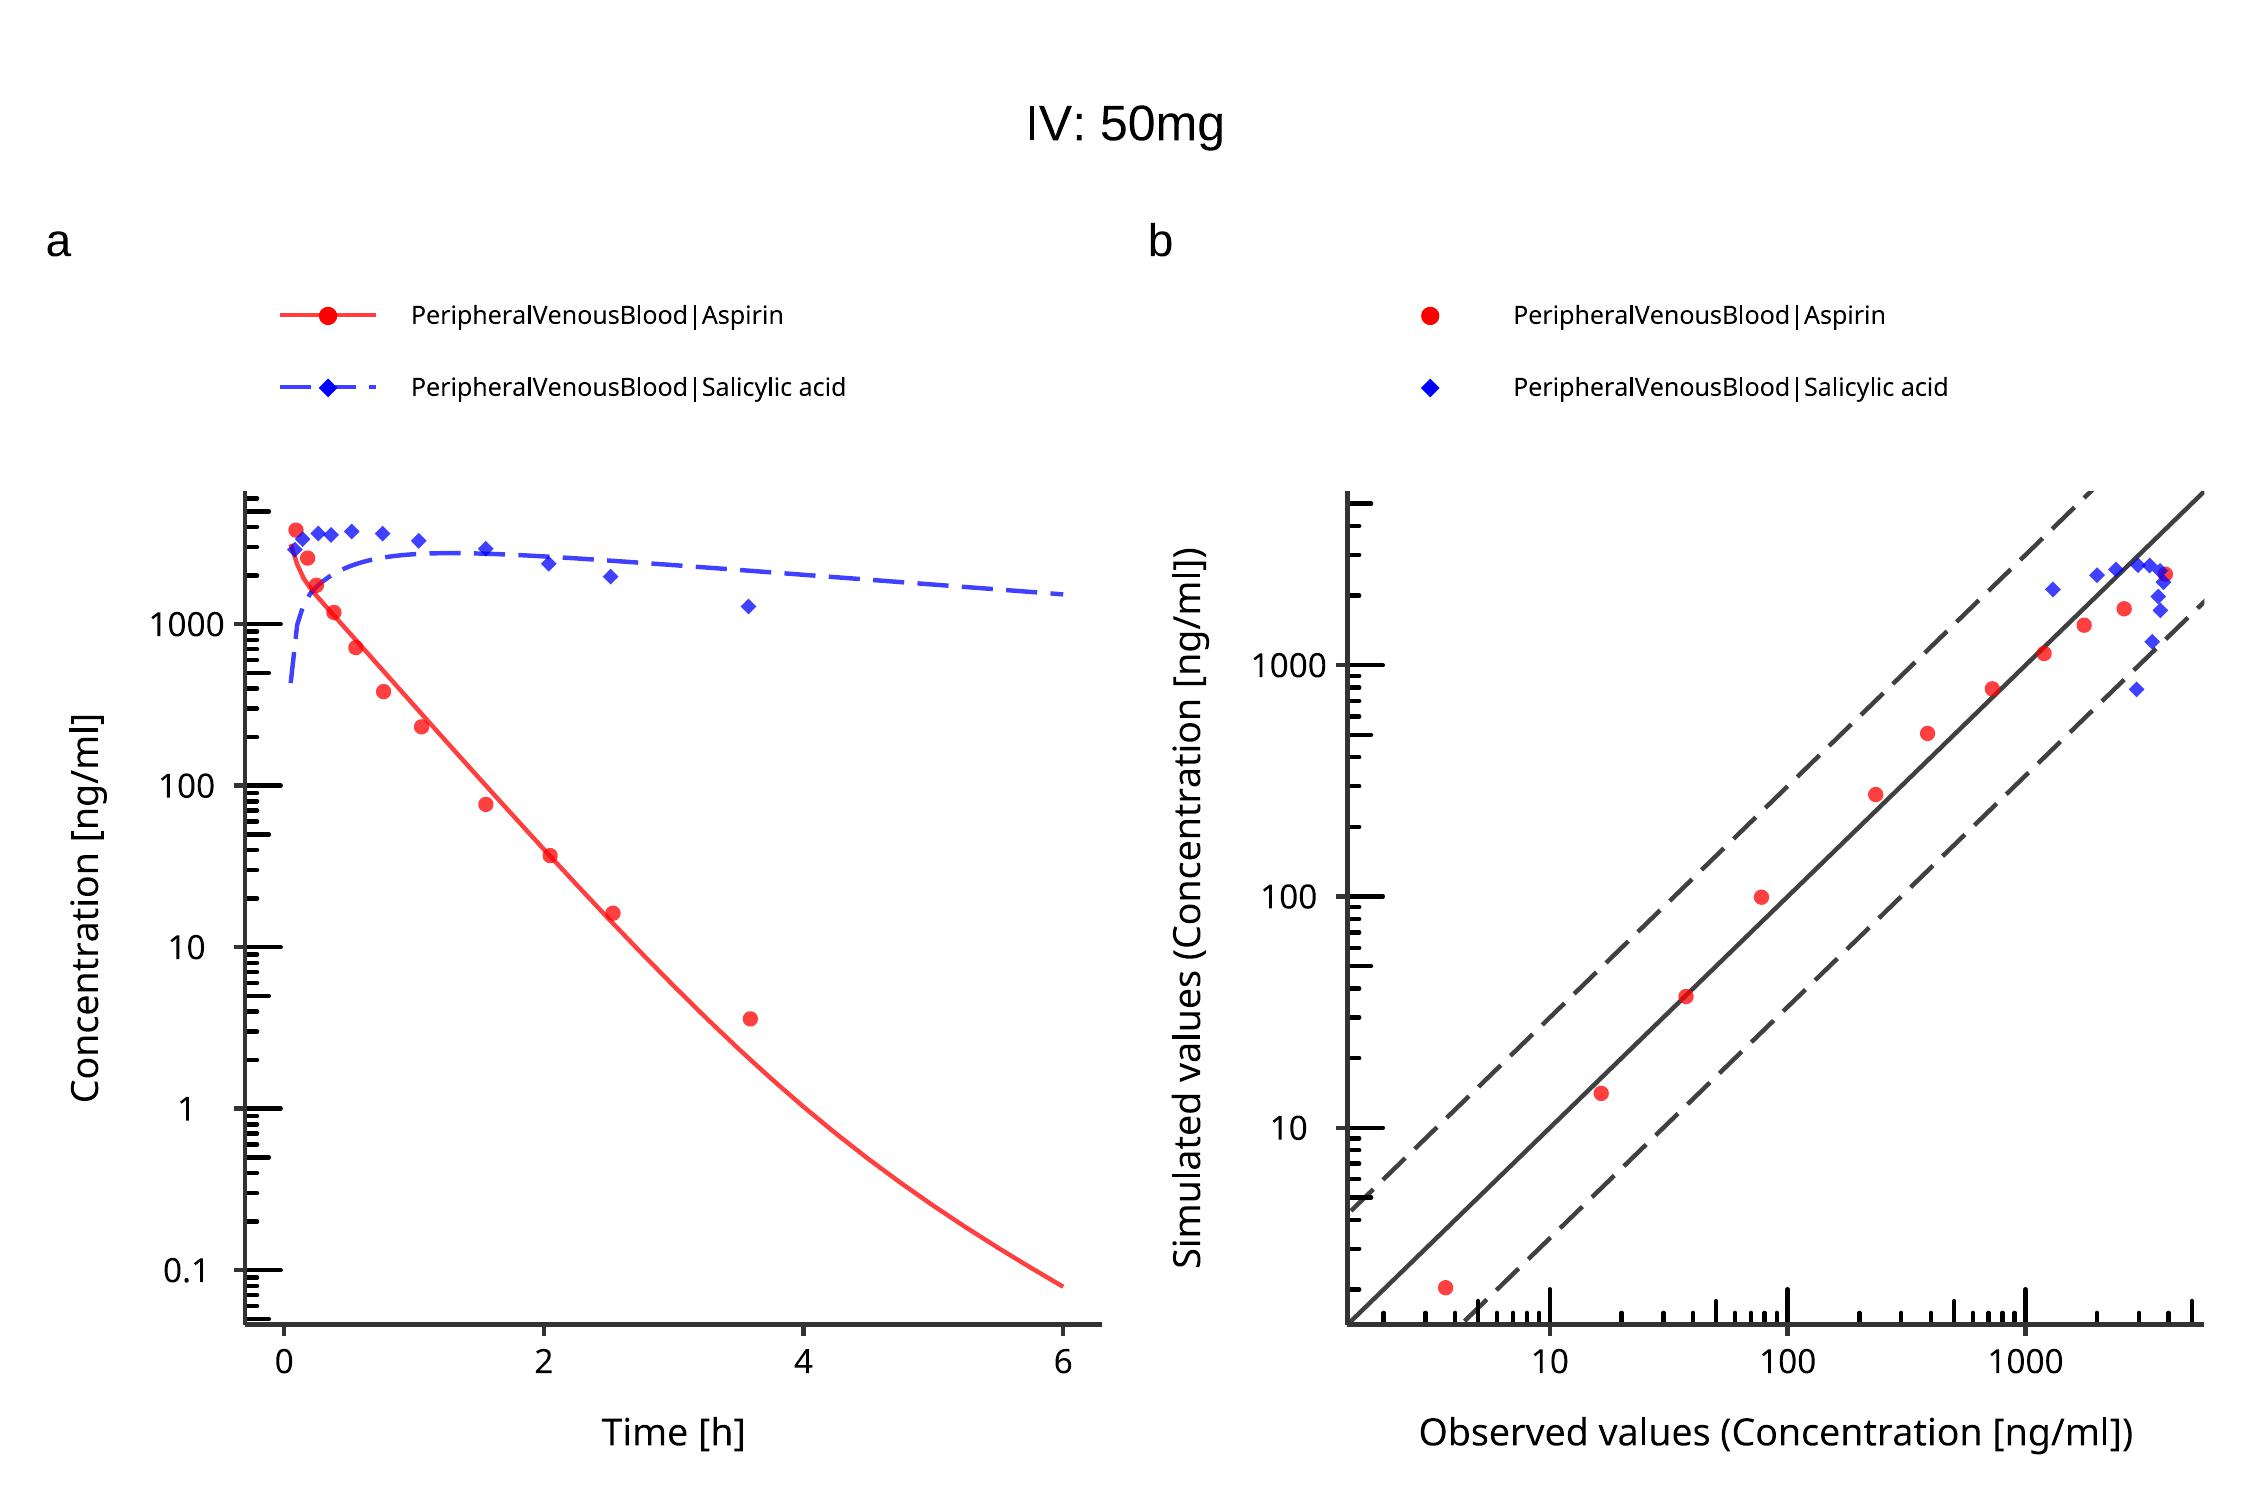 IV: 50mg
a
PeripheralVenousBlood|Aspirin
PeripheralVenousBlood|Salicylic acid
Concentration [ng/ml]
1000
100
10
1
0.1
0
2
4
6
Time [h]
b
PeripheralVenousBlood|Aspirin
PeripheralVenousBlood|Salicylic acid
Simulated values (Concentration [ng/ml])
1000
100
10
10
100
1000
Observed values (Concentration [ng/ml])